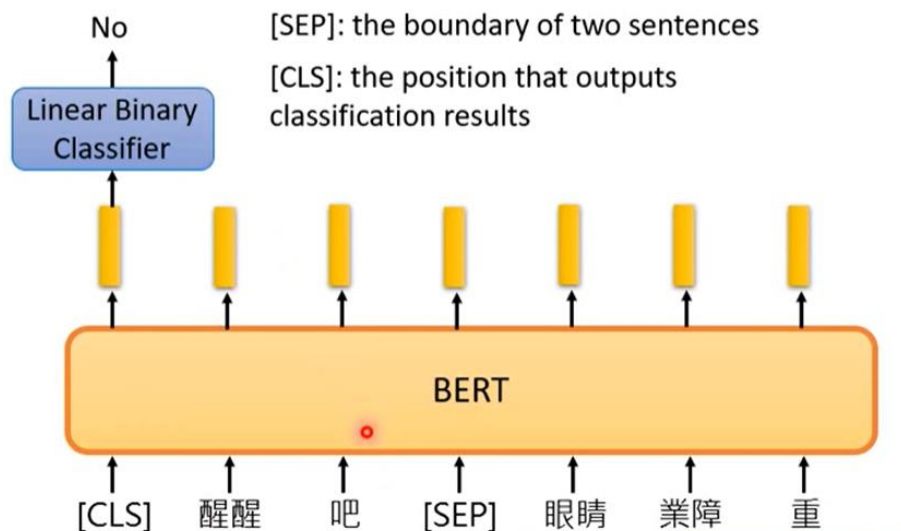 No
[SEP]: the boundary of two sentences
[CLS]: the position that outputs
classification results
Linear Binary
Classifier
BERT
[CLS] 醒醒 吧 [SEP] 眼睛 業障 重